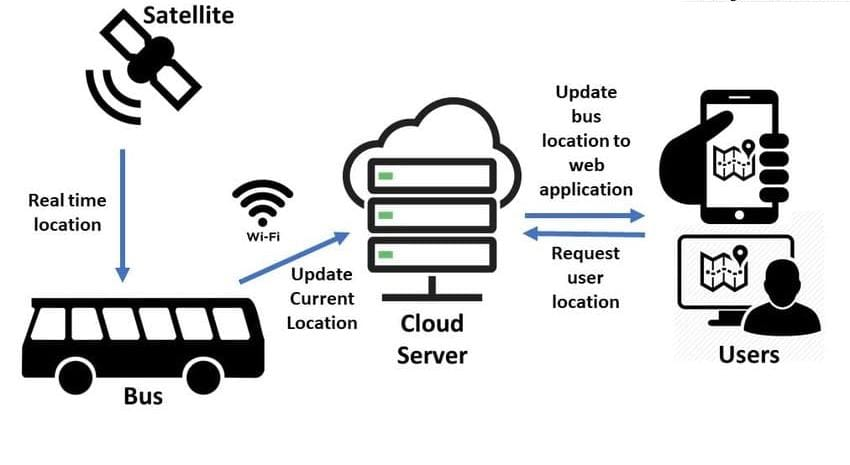 Satellite
Real time
location
Wi-Fi
Update
Current
Location
Bus
Cloud
Server
Update
bus
location to
web
application
Request
user
location
Users